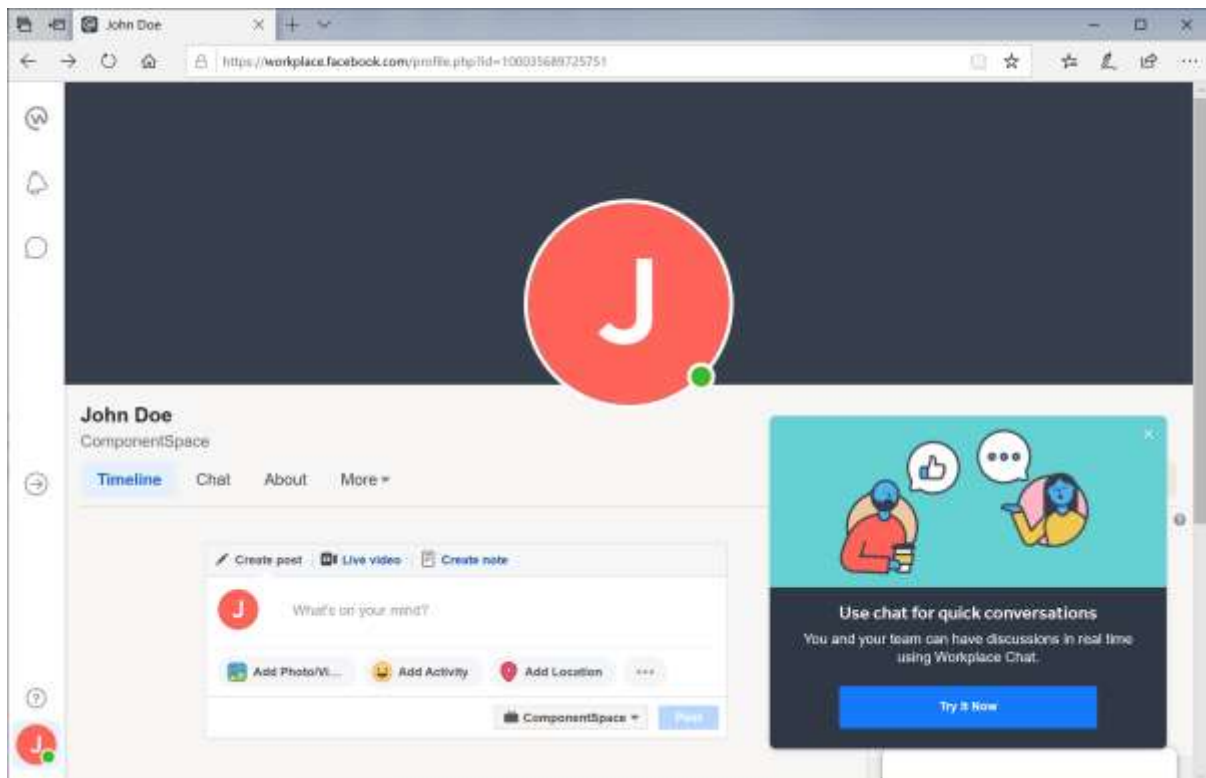 John Doe
https://workplace.facebook.com/profile.php?id=100035689725751
J
John Doe
ComponentSpace
Timeline Chat About More
Create post Live video Create note
J What's on your mind?
Add Photo/Vi... Add Activity Add Location
ComponentSpace Post
Use chat for quick conversations
You and your team can have discussions in real time
using Workplace Chat.
Try It Now
J